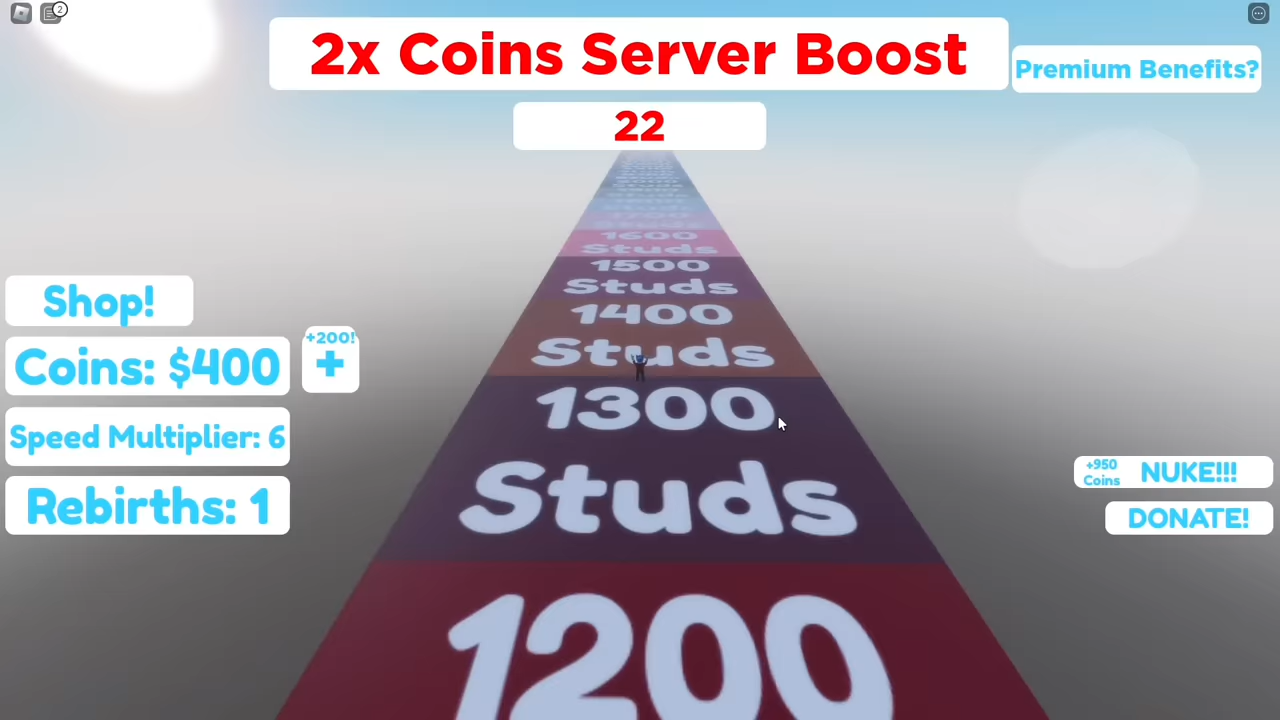 2
2x Coins Server Boost
Premium Benefits?
22
1600
Studs
1500
Studs
1400
Studs
1300
Studs
1200
Shop!
Coins: $400
+200!
+
Speed Multiplier: 6
Rebirths: 1
+950
Coins
NUKE!!!
DONATE!